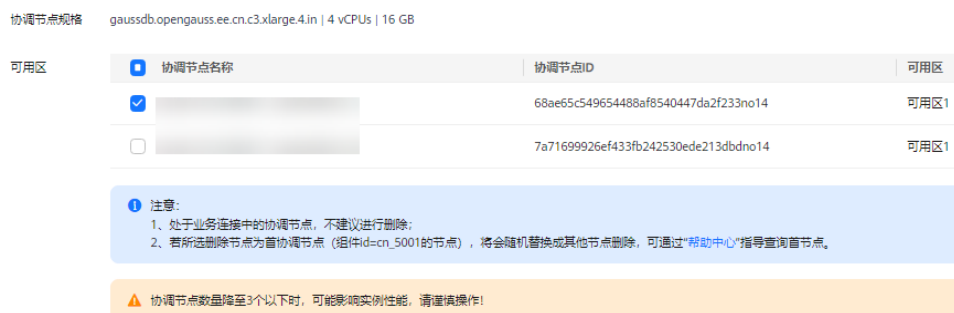 协调节点规格 gaussdb.opengauss.ee.cn.c3.xlarge.4.in | 4 vCPUs | 16 GB
可用区 协调节点名称 协调节点ID 可用区
68ae65c549654488af8540447da2f233no14 可用区1
7a71699926ef433fb242530ede213dbdno14 可用区1
注意:
1、处于业务连接中的协调节点,不建议进行删除;
2、若所选删除节点为首协调节点(组件id=cn_5001的节点),将会随机替换成其他节点删除,可通过“帮助中心”指导查询首节点。
协调节点数量降至3个以下时,可能影响实例性能,请谨慎操作!